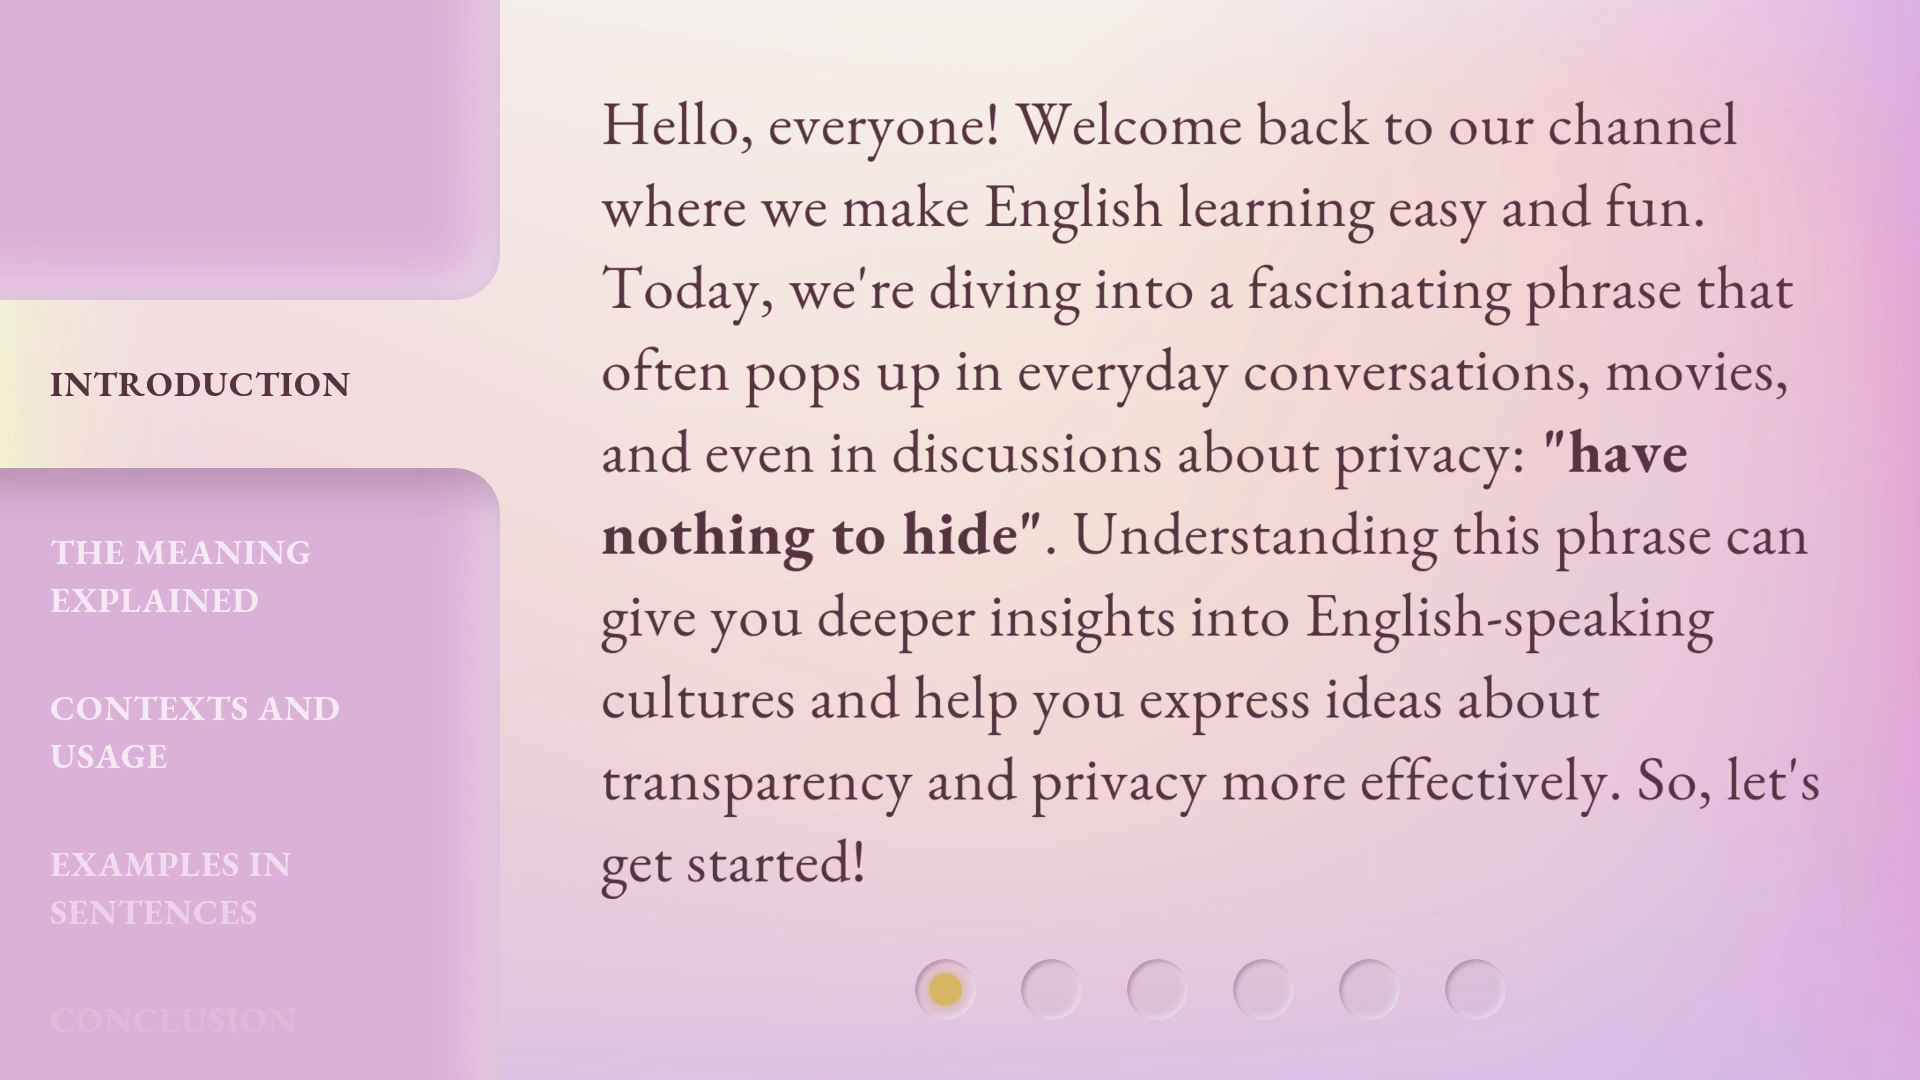 INTRODUCTION
THE MEANING
EXPLAINED
CONTEXTS AND
USAGE
EXAMPLES IN
SENTENCES
CONCLUSION
Hello, everyone! Welcome back to our channel
where we make English learning easy and fun.
Today, we're diving into a fascinating phrase that
often pops up in everyday conversations, movies,
and even in discussions about privacy: "have
nothing to hide". Understanding this phrase can
give you deeper insights into English-speaking
cultures and help you express ideas about
transparency and privacy more effectively. So, let's
get started!